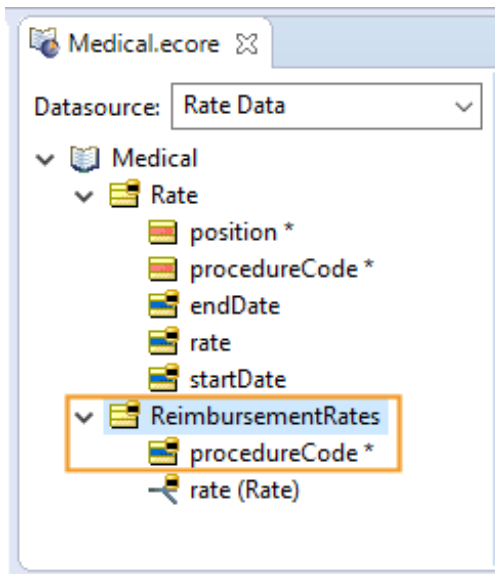 Medical.ecore
Datasource: Rate Data
Medical
Rate
position *
procedureCode *
endDate
rate
startDate
ReimbursementRates
procedureCode *
rate (Rate)